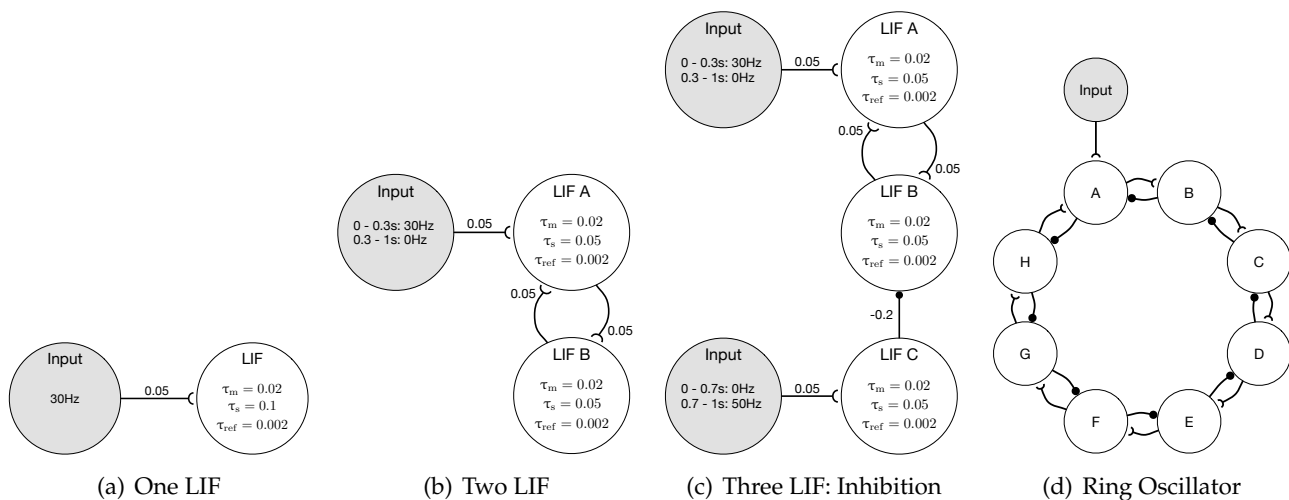 Input
30Hz
0.05
LIF
τm = 0.02
τs = 0.1
τref = 0.002
(a) One LIF
Input
0 - 0.3s: 30Hz
0.3 - 1s: 0Hz
0.05
LIF A
τm = 0.02
τs = 0.05
τref = 0.002
0.05
0.05
LIF B
τm = 0.02
τs = 0.05
τref = 0.002
(b) Two LIF
Input
0 - 0.3s: 30Hz
0.3 - 1s: 0Hz
0.05
LIF A
τm = 0.02
τs = 0.05
τref = 0.002
0.05
0.05
LIF B
τm = 0.02
τs = 0.05
τref = 0.002
-0.2
Input
0 - 0.7s: 0Hz
0.7 - 1s: 50Hz
0.05
LIF C
τm = 0.02
τs = 0.05
τref = 0.002
(c) Three LIF: Inhibition
Input
A
B
H
C
G
D
F
E
(d) Ring Oscillator